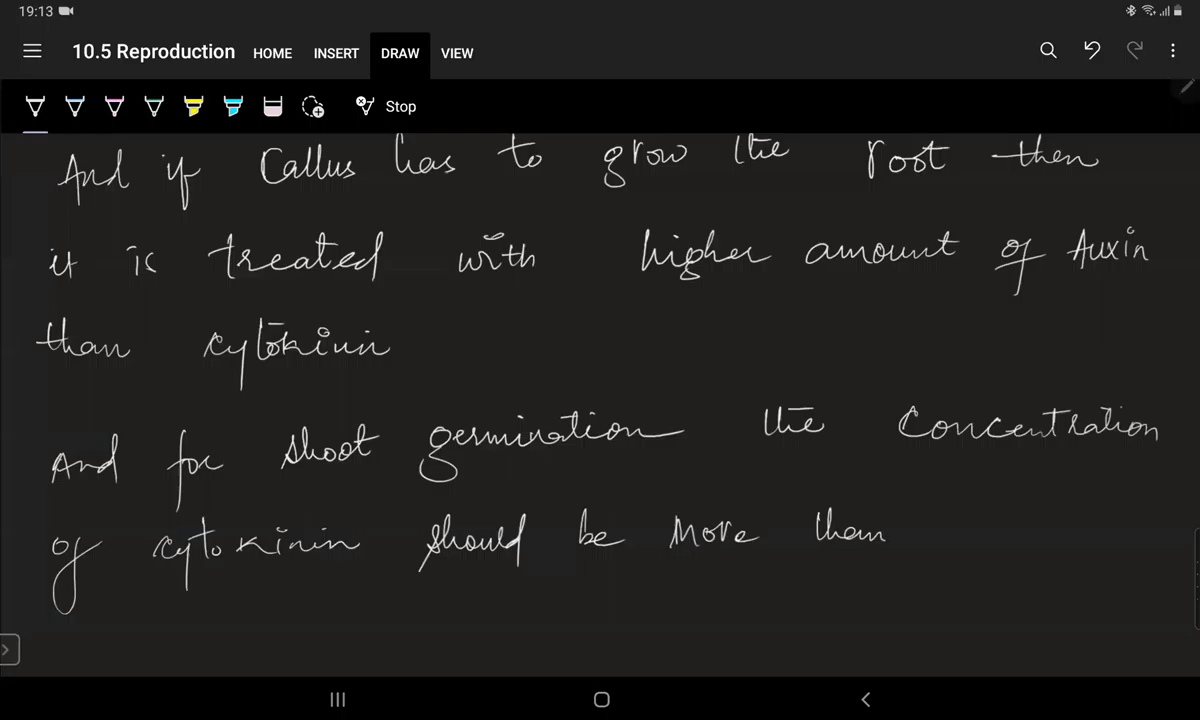 19:13
10.5 Reproduction HOME INSERT DRAW VIEW
Stop
And if Callus has to grow the root then
it is treated with higher amount of Auxin
than cytokinin
And for shoot germination the concentration
of cytokinin should be more than